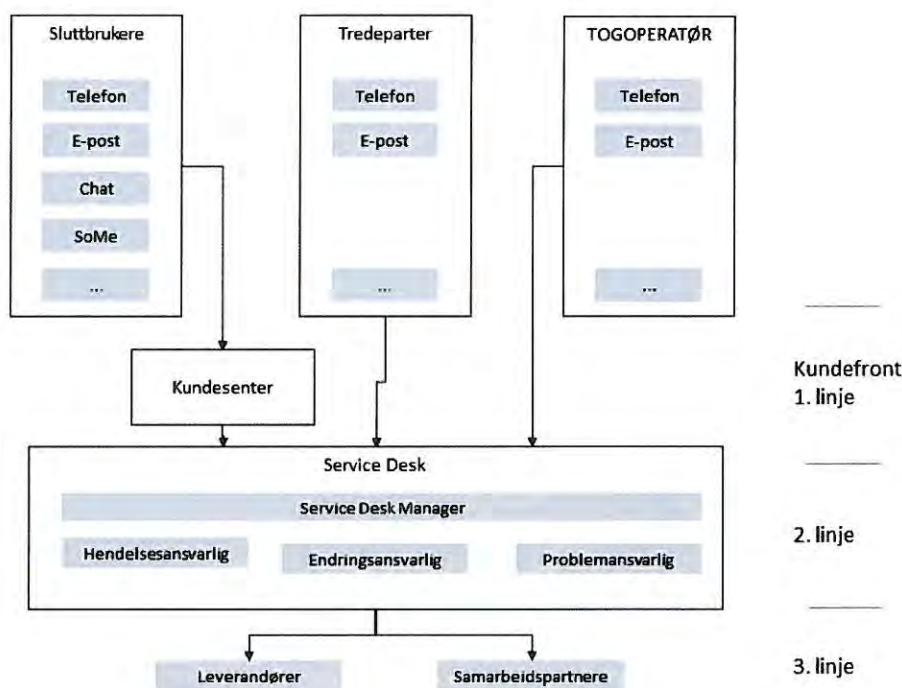 Sluttbrukere
Telefon
E-post
Chat
SoMe
...
Tredeparter
Telefon
E-post
...
TOGOPERATØR
Telefon
E-post
...
Kundesenter
Kundefront
1. linje
Service Desk
Service Desk Manager
Hendelsesansvarlig
Endringsansvarlig
Problemansvarlig
2. linje
Leverandører
Samarbeidspartnere
3. linje